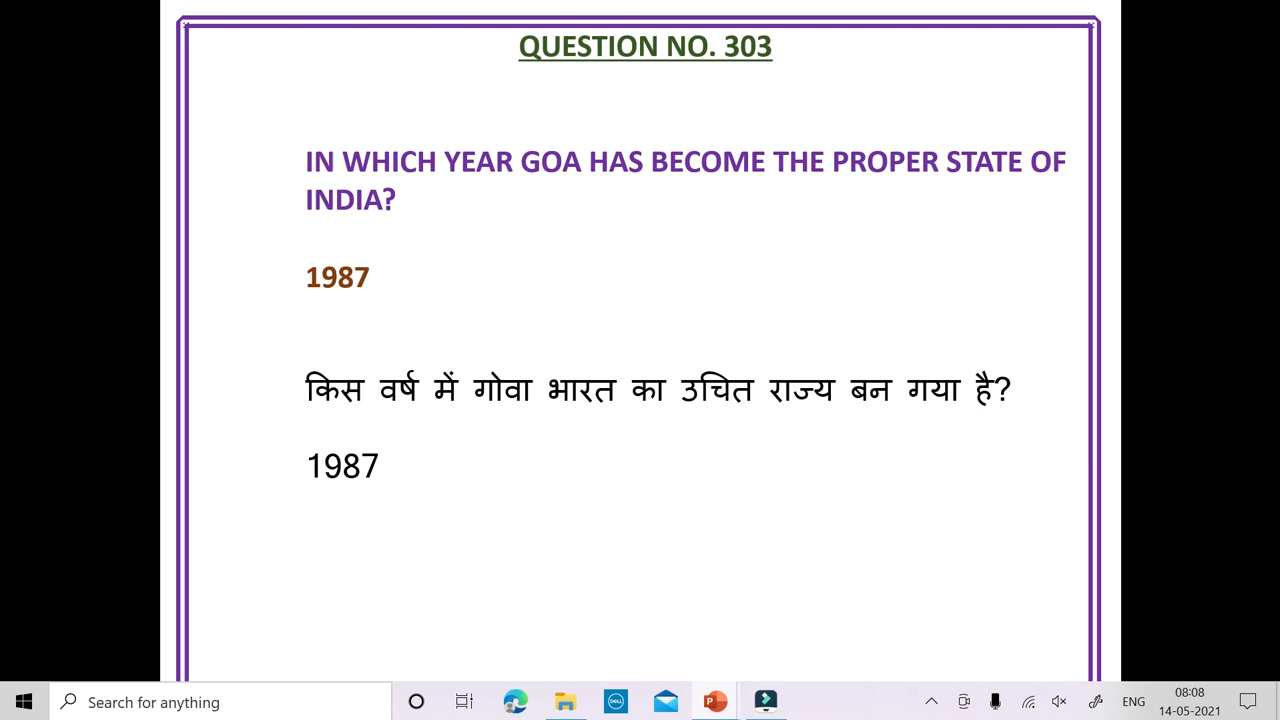 QUESTION NO. 303
IN WHICH YEAR GOA HAS BECOME THE PROPER STATE OF
INDIA?
1987
किस वर्ष में गोवा भारत का उचित राज्य बन गया है?
1987
Search for anything
DELL
P
ENG
08:08
14-05-2021